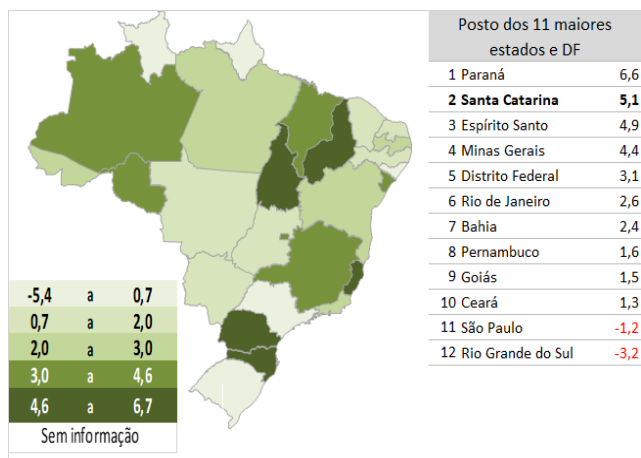 Posto dos 11 maiores
estados e DF
1 Paraná 6,6
2 Santa Catarina 5,1
3 Espírito Santo 4,9
4 Minas Gerais 4,4
5 Distrito Federal 3,1
6 Rio de Janeiro 2,6
7 Bahia 2,4
8 Pernambuco 1,6
9 Goiás 1,5
10 Ceará 1,3
11 São Paulo -1,2
12 Rio Grande do Sul -3,2
-5,4 a 0,7
0,7 a 2,0
2,0 a 3,0
3,0 a 4,6
4,6 a 6,7
Sem informação